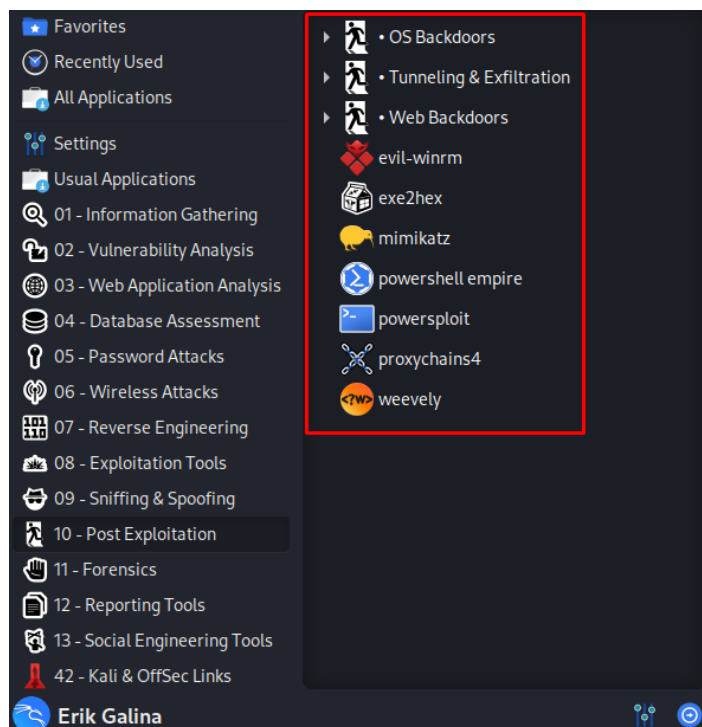 Favorites
Recently Used
All Applications
Settings
Usual Applications
01 - Information Gathering
02 - Vulnerability Analysis
03 - Web Application Analysis
04 - Database Assessment
05 - Password Attacks
06 - Wireless Attacks
07 - Reverse Engineering
08 - Exploitation Tools
09 - Sniffing & Spoofing
10 - Post Exploitation
11 - Forensics
12 - Reporting Tools
13 - Social Engineering Tools
42 - Kali & OffSec Links
Erik Galina
• OS Backdoors
• Tunneling & Exfiltration
• Web Backdoors
evil-winrm
exe2hex
mimikatz
powershell empire
powersploit
proxychains4
<?w> weevely